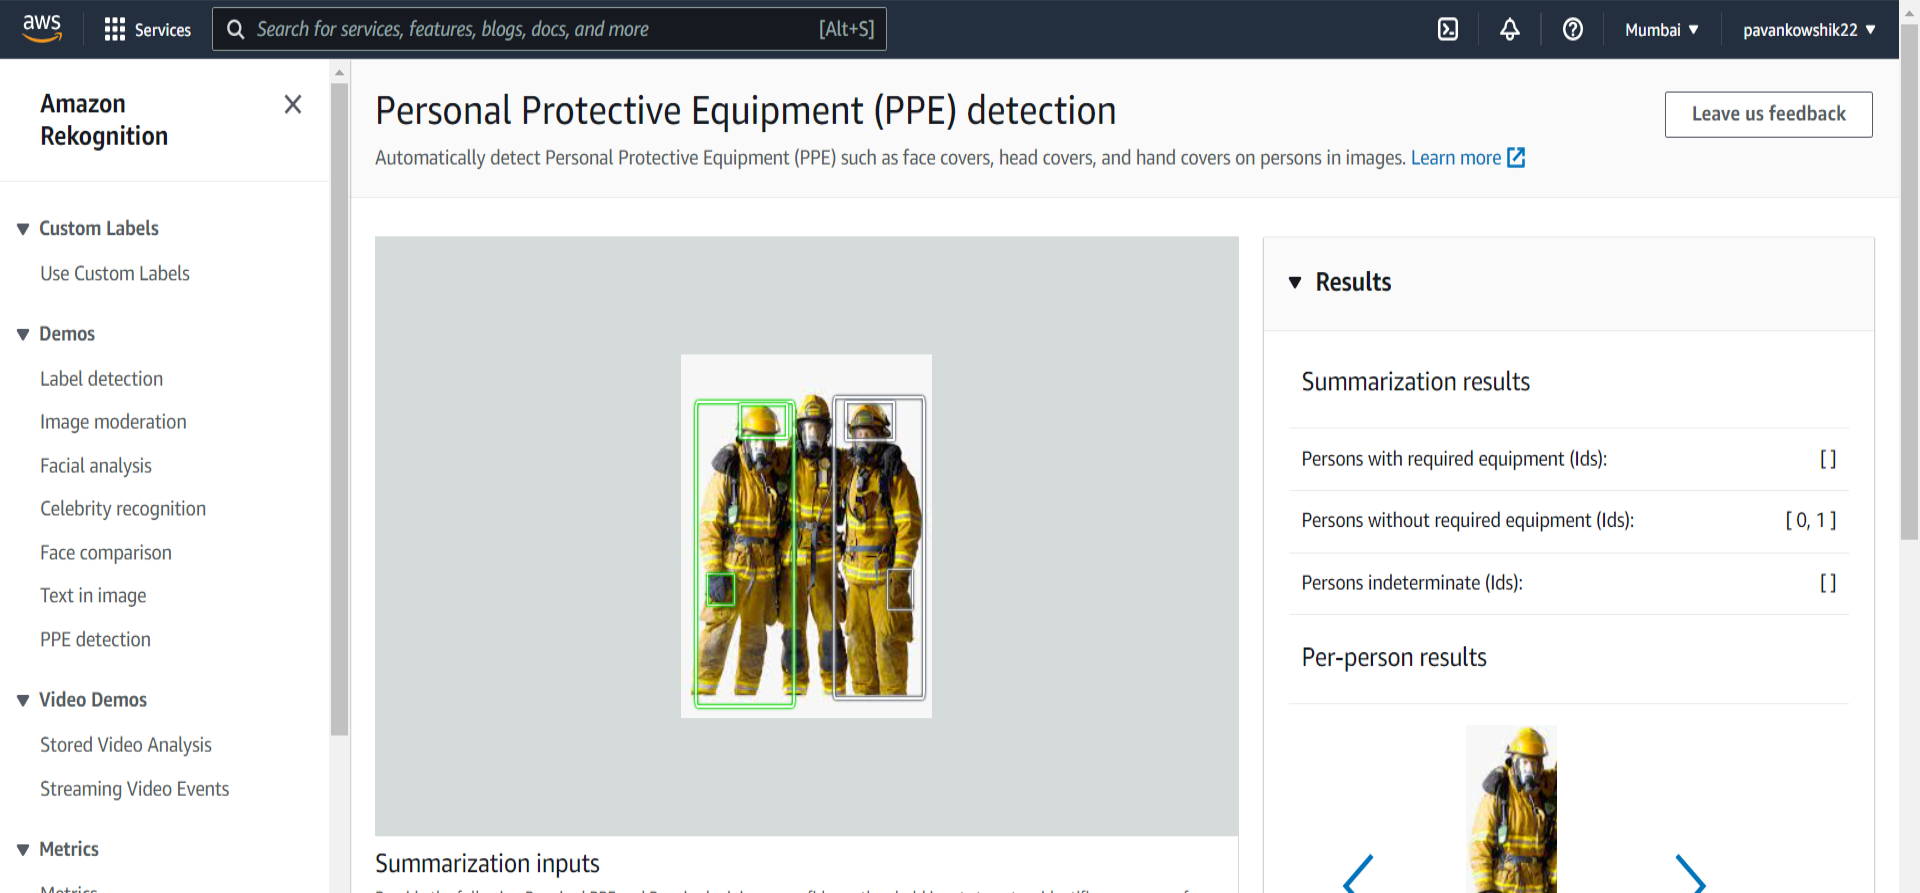 aws
Services
Search for services, features, blogs, docs, and more
[Alt+S]
Mumbai ▼
pavankowshik22 ▼
Amazon
Rekognition
Custom Labels
Use Custom Labels
Demos
Label detection
Image moderation
Facial analysis
Celebrity recognition
Face comparison
Text in image
PPE detection
Video Demos
Stored Video Analysis
Streaming Video Events
Metrics
Metrics
Personal Protective Equipment (PPE) detection
Automatically detect Personal Protective Equipment (PPE) such as face covers, head covers, and hand covers on persons in images. Learn more
Leave us feedback
Summarization inputs
Results
Summarization results
Persons with required equipment (Ids): [ ]
Persons without required equipment (Ids): [ 0, 1 ]
Persons indeterminate (Ids): [ ]
Per-person results